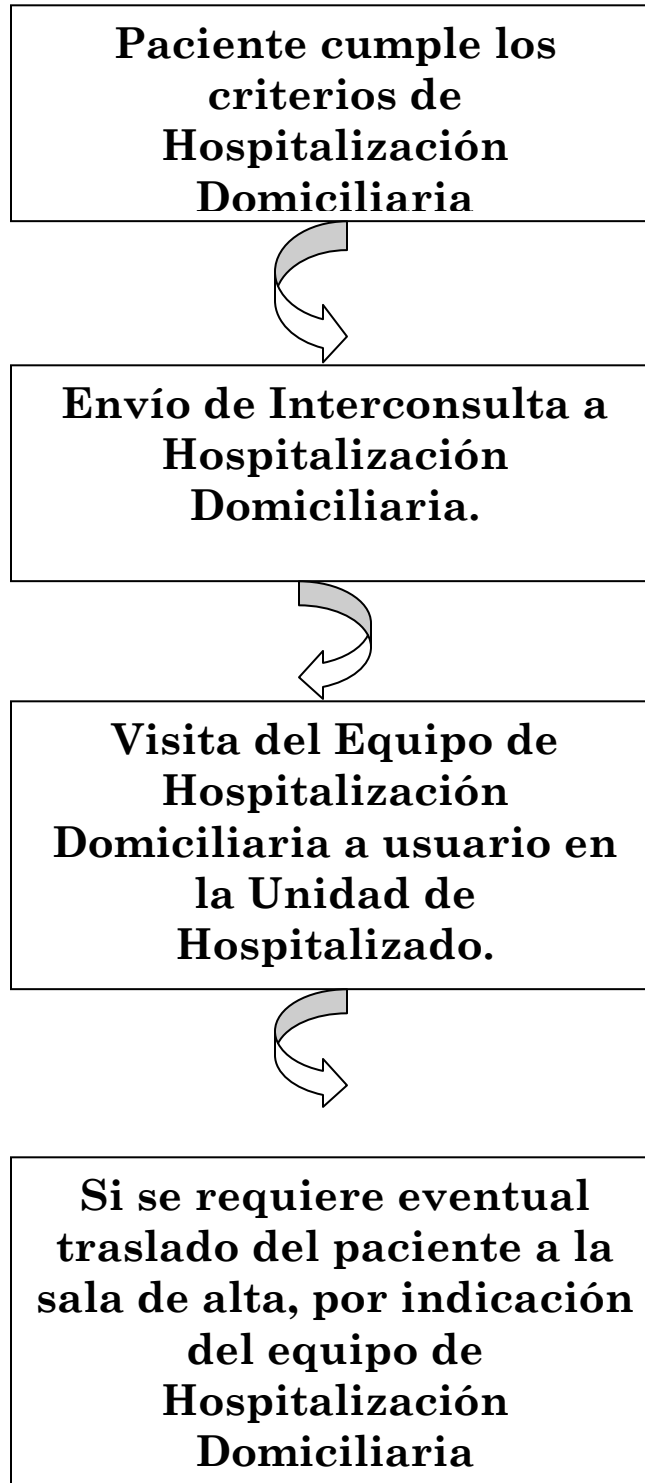 Paciente cumple los
criterios de
Hospitalización
Domiciliaria
Envío de Interconsulta a
Hospitalización
Domiciliaria.
Visita del Equipo de
Hospitalización
Domiciliaria a usuario en
la Unidad de
Hospitalizado.
Si se requiere eventual
traslado del paciente a la
sala de alta, por indicación
del equipo de
Hospitalización
Domiciliaria